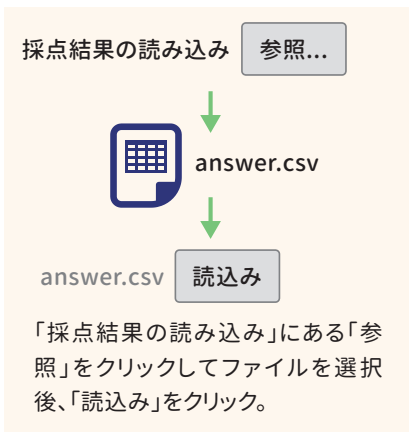 採点結果の読み込み 参照...
answer.csv
answer.csv 読込み
「採点結果の読み込み」にある「参
照」をクリックしてファイルを選択
後、「読込み」をクリック。